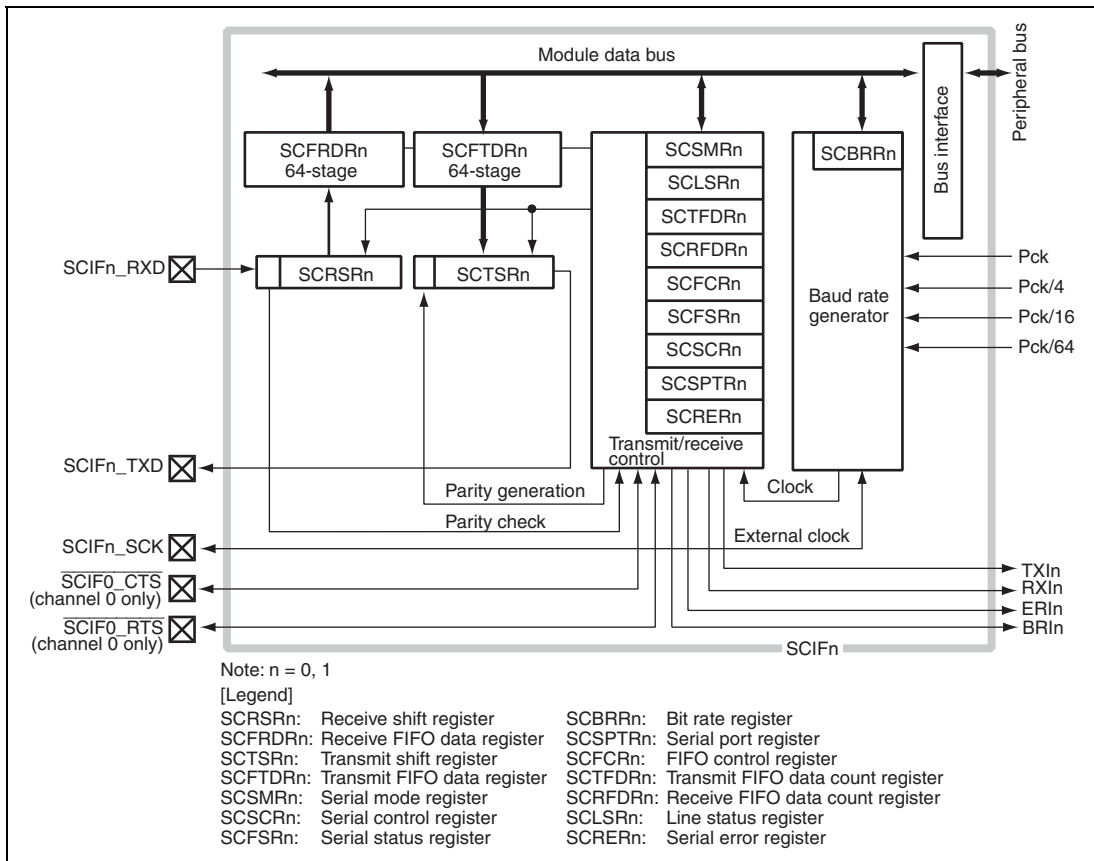 Module data bus
Peripheral bus
Bus interface
SCFRDRn
64-stage
SCFTDRn
64-stage
SCSMRn
SCBRRn
SCLSRn
SCTFDRn
SCRFDRn
SCFCRn
SCFSRn
SCSCRn
SCSPTRn
SCRERn
Transmit/receive
control
SCIFn_RXD
SCRSRn
SCTSRn
Baud rate
generator
Pck
Pck/4
Pck/16
Pck/64
SCIFn_TXD
Parity generation
Parity check
Clock
External clock
SCIFn_SCK
SCIF0_CTS
(channel 0 only)
SCIF0_RTS
(channel 0 only)
TXIn
RXIn
ERIn
BRIn
SCIFn
Note: n = 0, 1
[Legend]
SCRSRn: Receive shift register
SCFRDRn: Receive FIFO data register
SCTSRn: Transmit shift register
SCFTDRn: Transmit FIFO data register
SCSMRn: Serial mode register
SCSCRn: Serial control register
SCFSRn: Serial status register
SCBRRn: Bit rate register
SCSPTRn: Serial port register
SCFCRn: FIFO control register
SCTFDRn: Transmit FIFO data count register
SCRFDRn: Receive FIFO data count register
SCLSRn: Line status register
SCRERn: Serial error register